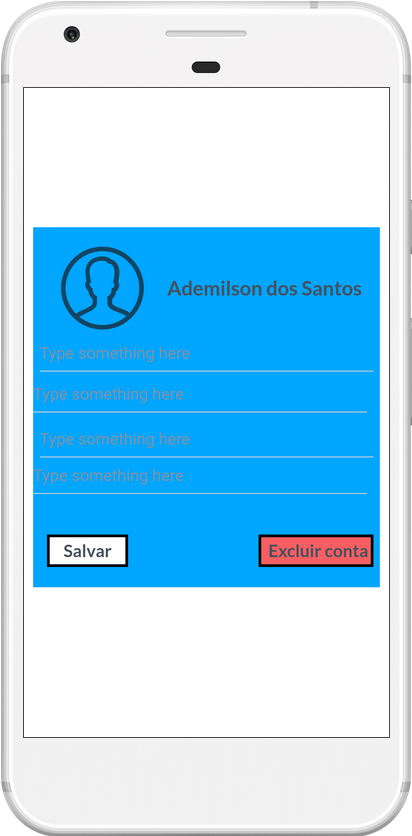 Ademilson dos Santos
Type something here
Type something here
Type something here
Type something here
Salvar
Excluir conta